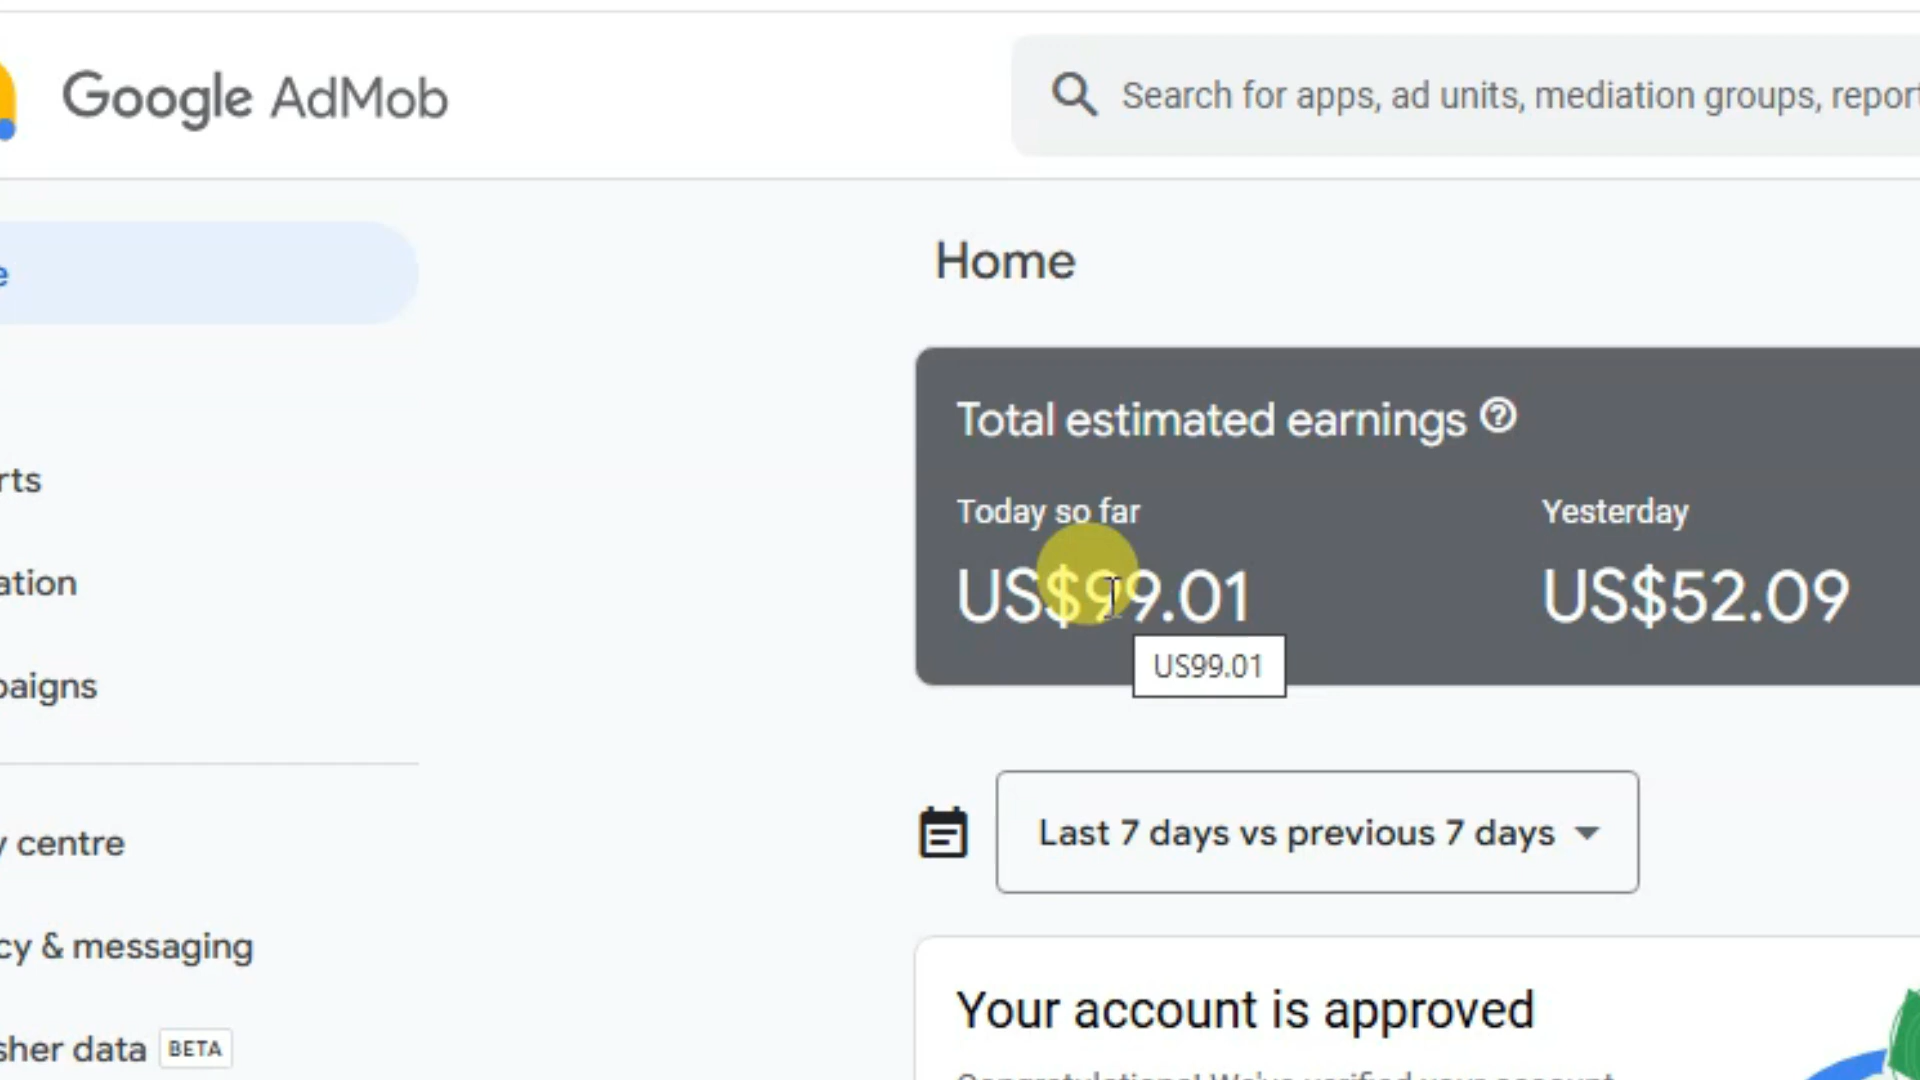 Google AdMob
Search for apps, ad units, mediation groups, report
Home
Total estimated earnings
Today so far
Yesterday
US$99.01
US$52.09
US99.01
Last 7 days vs previous 7 days
Your account is approved
e
rts
ation
paigns
y centre
cy & messaging
sher data BETA